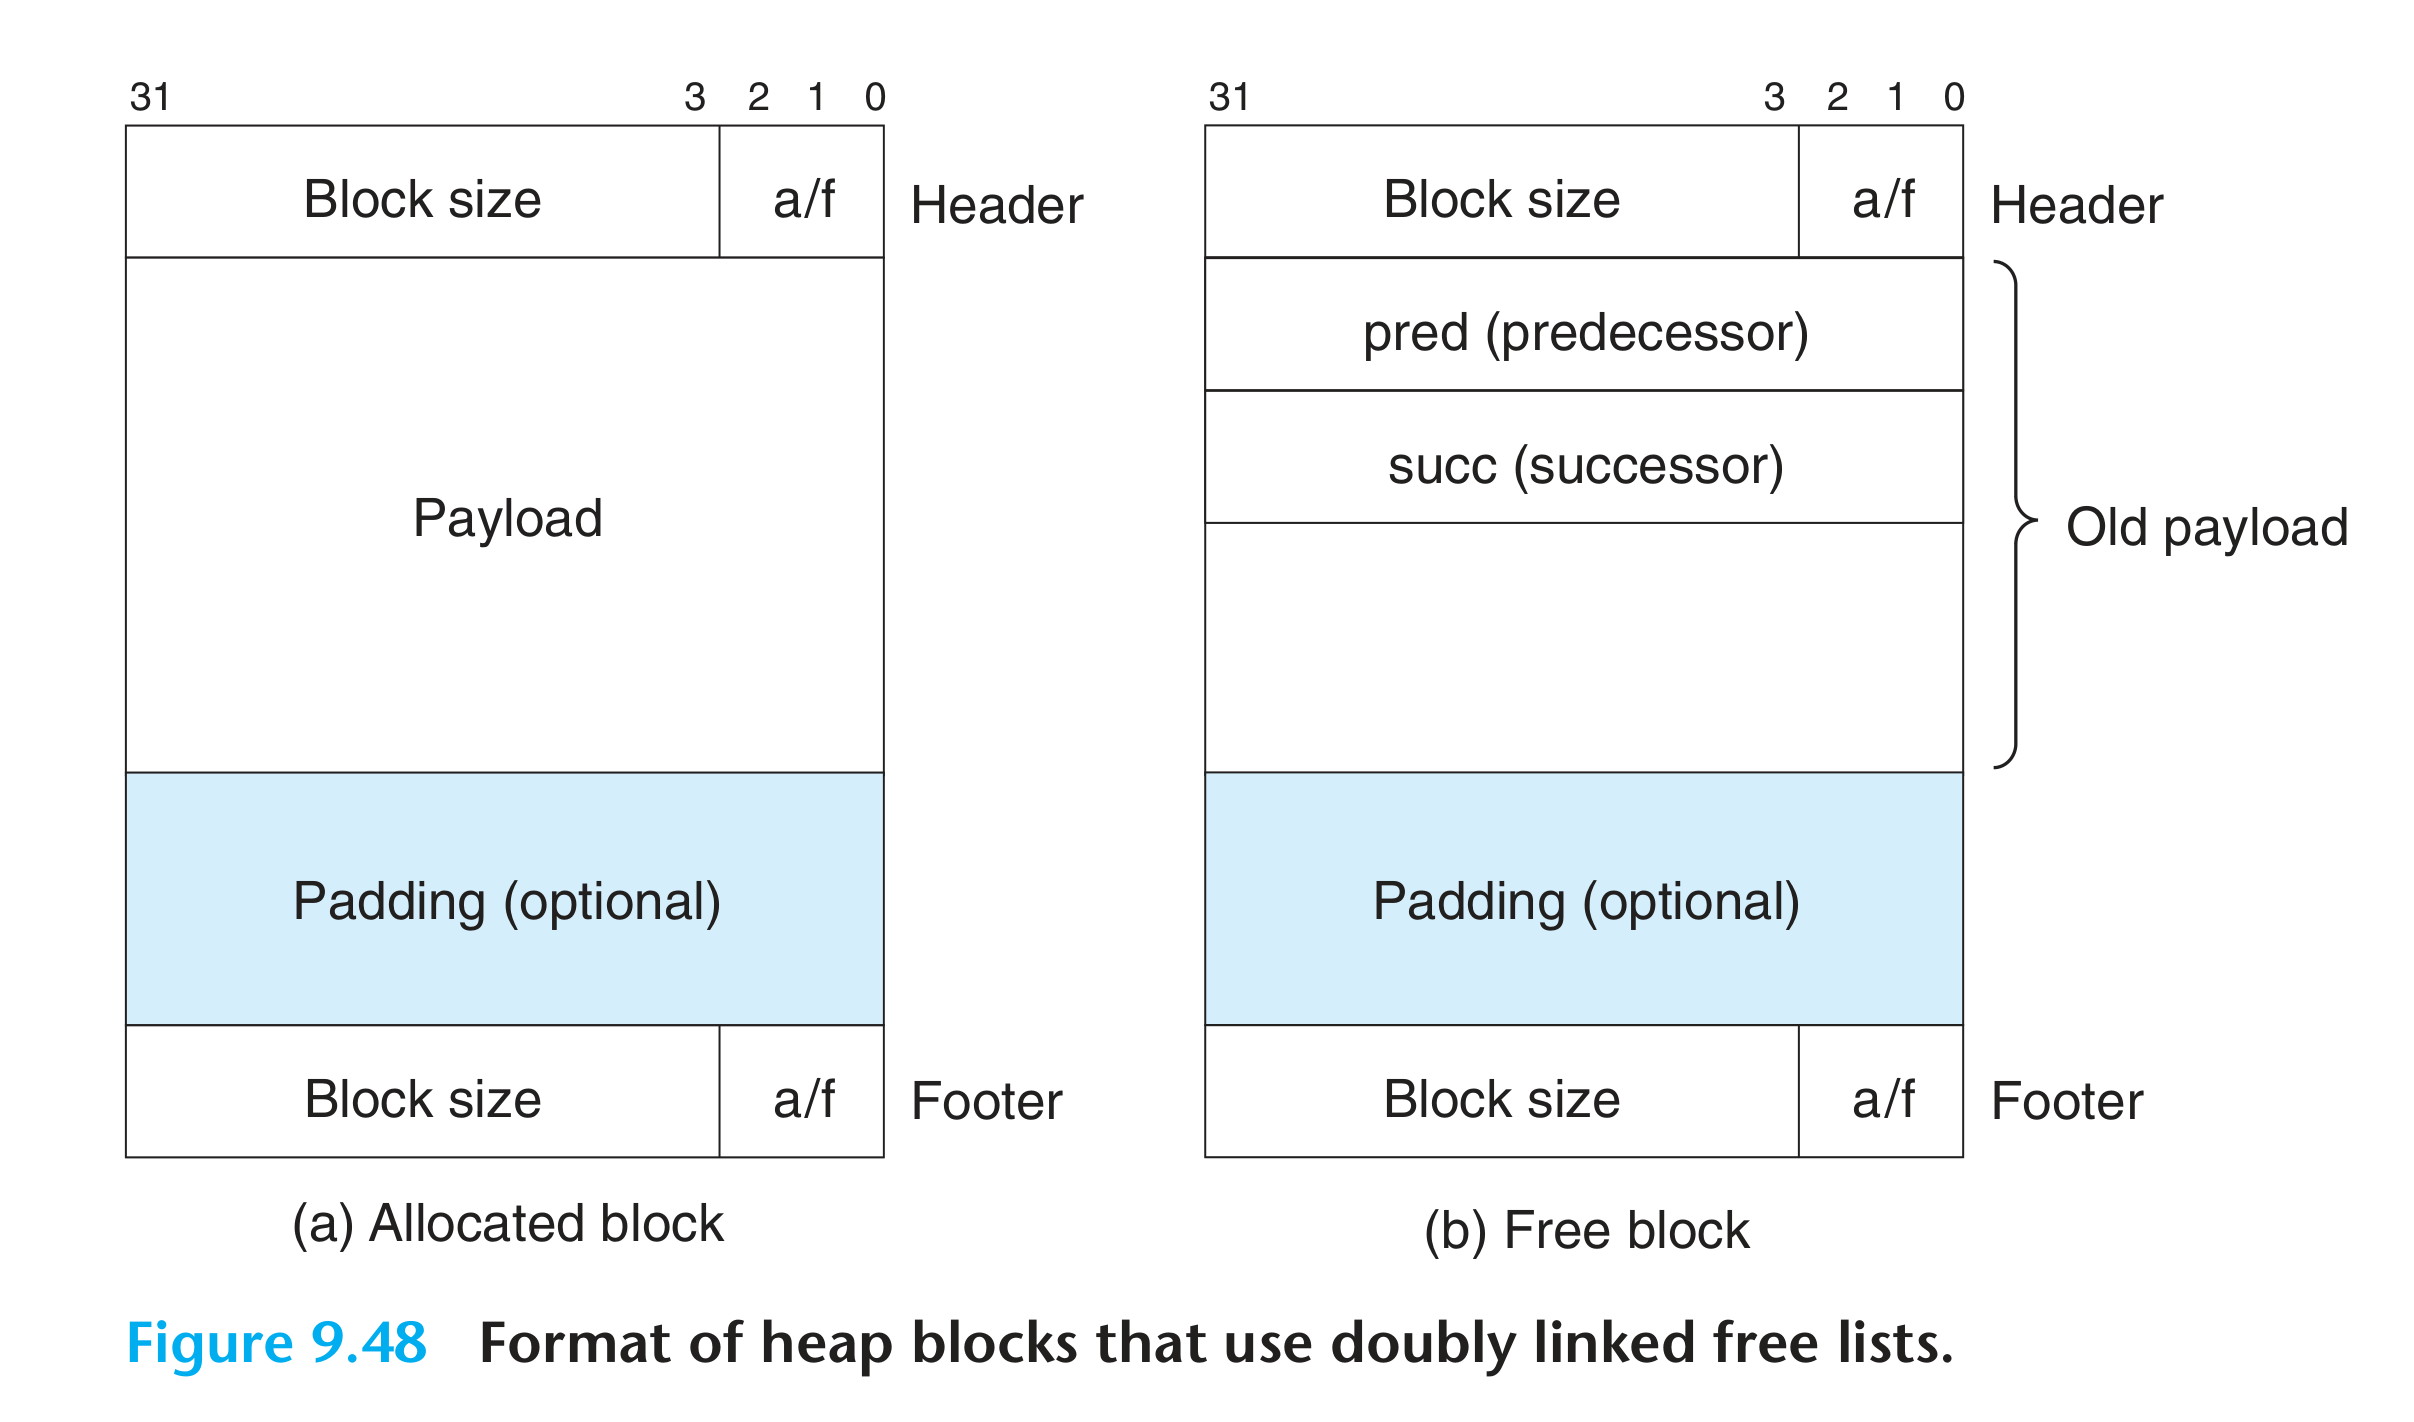 31 3 2 1 0
Block size a/f Header
Payload
Padding (optional)
Block size a/f Footer
(a) Allocated block
31 3 2 1 0
Block size a/f Header
pred (predecessor)
succ (successor)
Old payload
Padding (optional)
Block size a/f Footer
(b) Free block
Figure 9.48 Format of heap blocks that use doubly linked free lists.